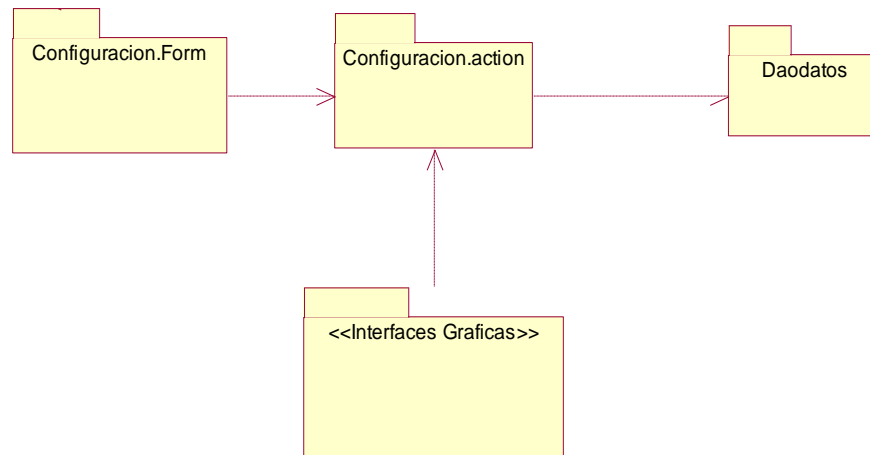 Configuracion.Form
Configuracion.action
Daodatos
<<Interfaces Graficas>>